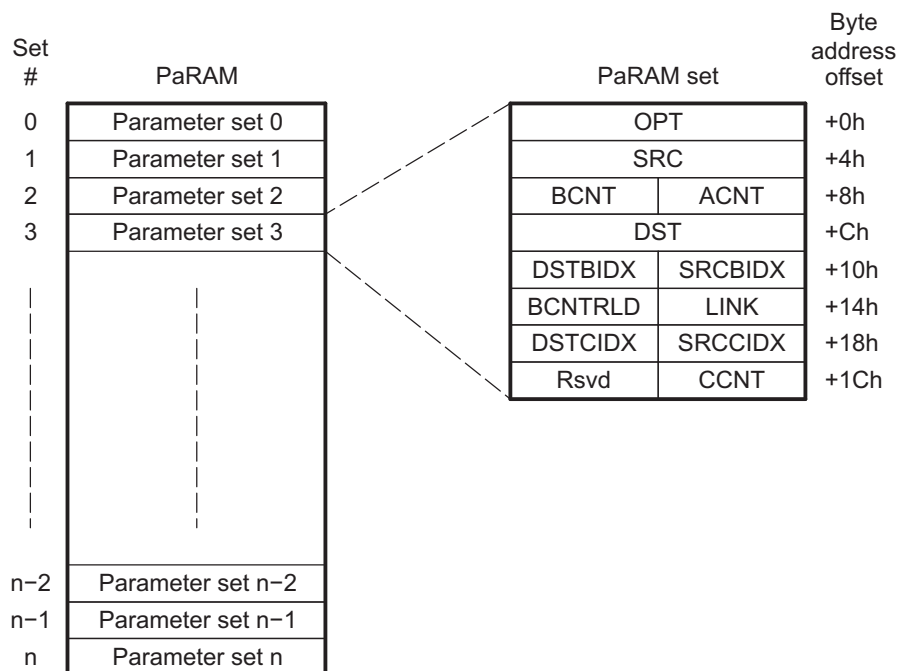 Byte
Set address
# PaRAM PaRAM set offset
0 Parameter set 0 OPT +0h
1 Parameter set 1 SRC +4h
2 Parameter set 2 BCNT ACNT +8h
3 Parameter set 3 DST +Ch
DSTBIDX SRCBIDX +10h
BCNTRLD LINK +14h
DSTCIDX SRCCIDX +18h
Rsvd CCNT +1Ch
n−2 Parameter set n−2
n−1 Parameter set n−1
n Parameter set n